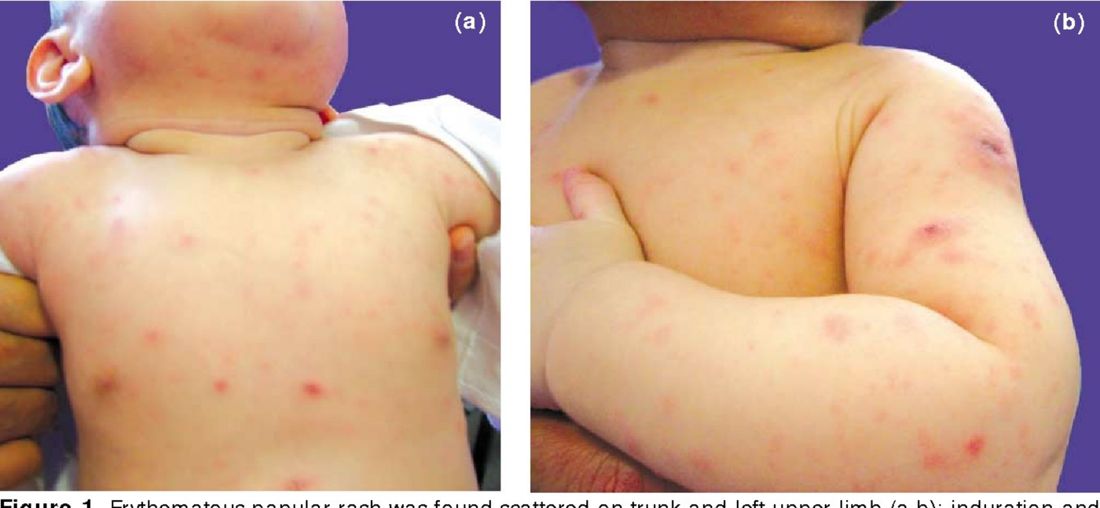 (a)
(b)
Figure 1. Erythematous papular rash was found scattered on trunk and left upper limb (a-b); induration and